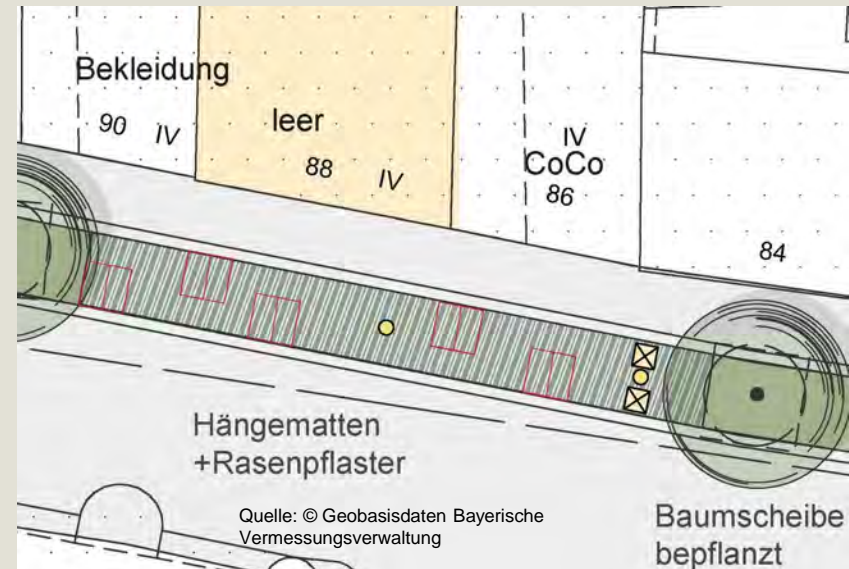 Bekleidung
90 IV
leer
88 IV
IV
CoCo
86
84
Hängematten
+Rasenpflaster
Quelle: © Geobasisdaten Bayerische
Vermessungsverwaltung
Baumscheibe
bepflanzt